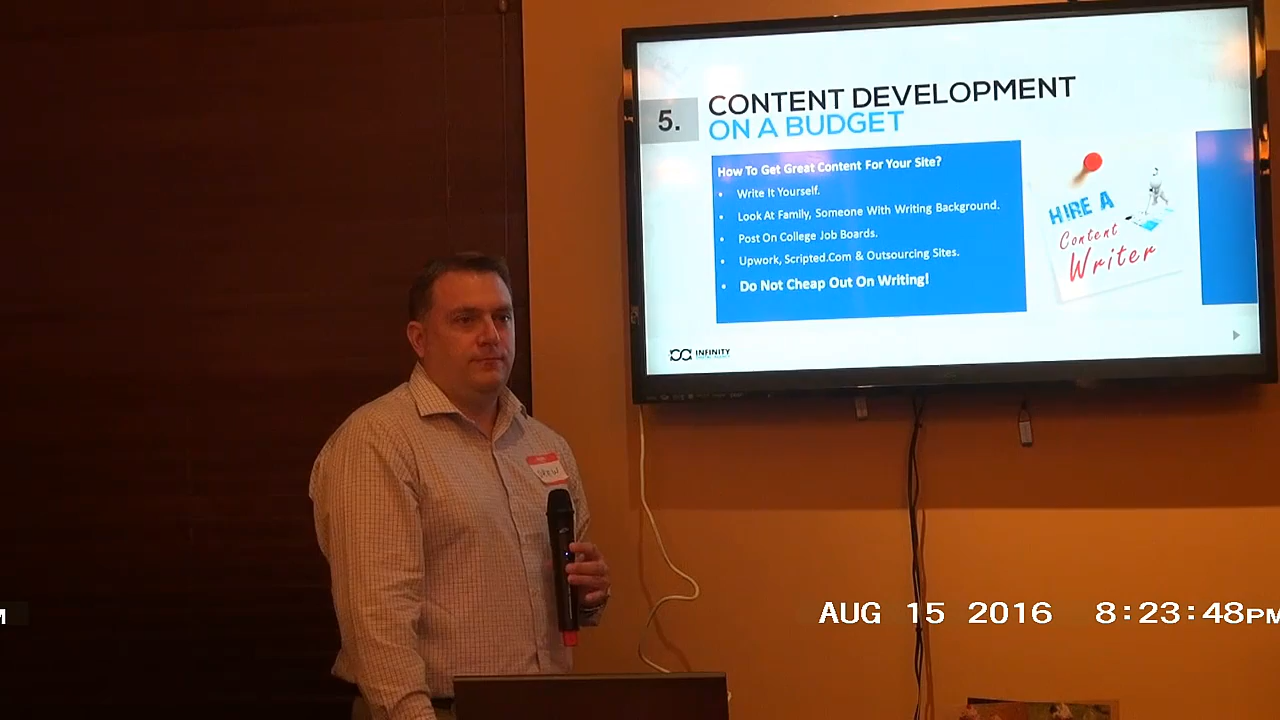 5.
CONTENT DEVELOPMENT
ON A BUDGET
How To Get Great Content For Your Site?
• Write It Yourself.
• Look At Family, Someone With Writing Background.
• Post On College Job Boards.
• Upwork, Scripted.Com & Outsourcing Sites.
• Do Not Cheap Out On Writing!
HIRE A
Content
Writer
INFINITY
AUG 15 2016 8:23:48PM